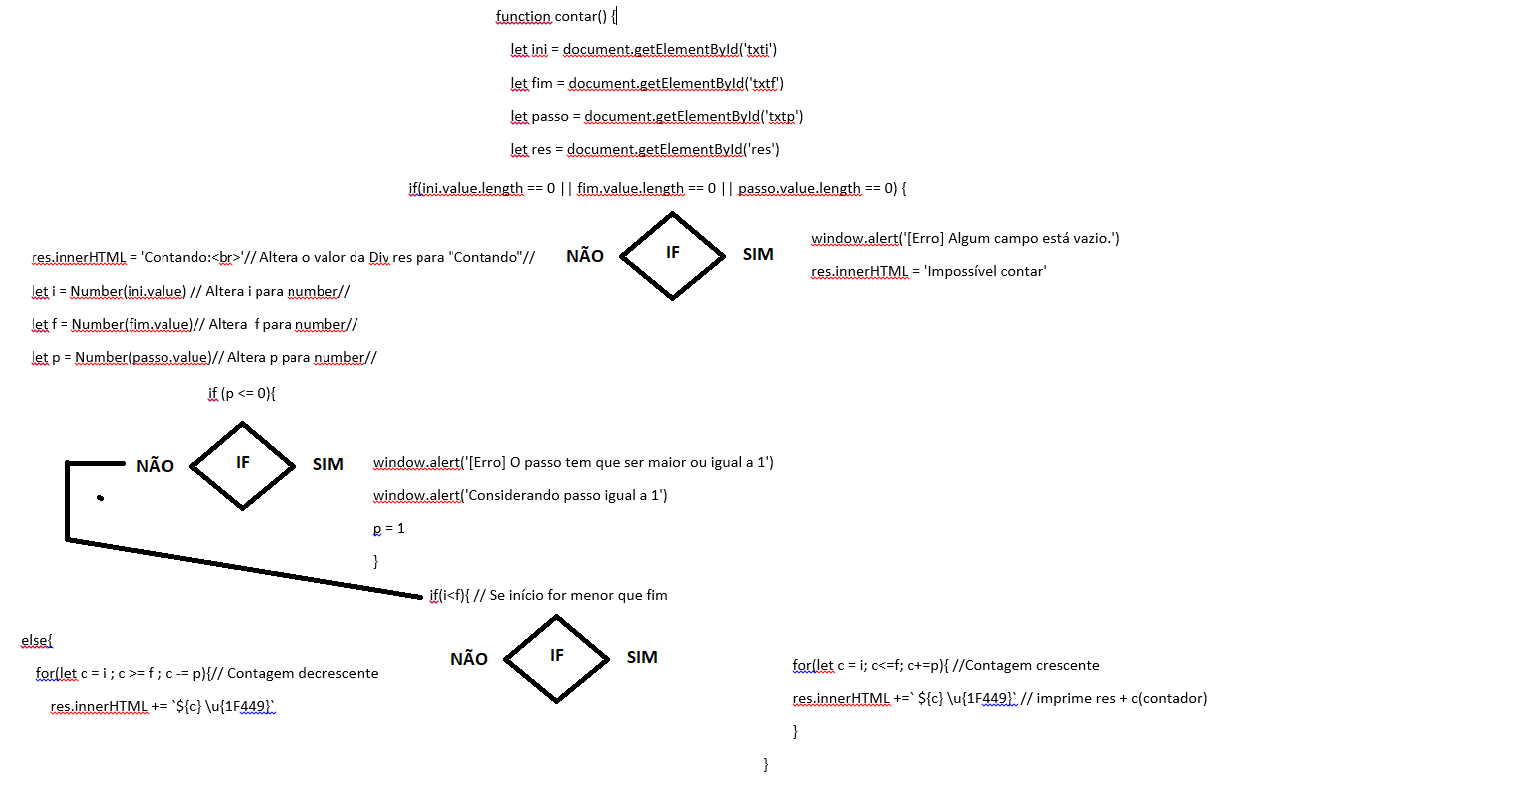 function contar() {
let ini = document.getElementById('txti')
let fim = document.getElementById('txtf')
let passo = document.getElementById('txtp')
let res = document.getElementById('res')
if(ini.value.length == 0 || fim.value.length == 0 || passo.value.length == 0) {
NÃO
IF
SIM
window.alert('[Erro] Algum campo está vazio.')
res.innerHTML = 'Impossível contar'
res.innerHTML = 'Contando:<br>'// Altera o valor da Div res para "Contando"//
let i = Number(ini.value) // Altera i para number//
let f = Number(fim.value)// Altera f para number//
let p = Number(passo.value)// Altera p para number//
if (p <= 0){
NÃO
IF
SIM
window.alert('[Erro] O passo tem que ser maior ou igual a 1')
window.alert('Considerando passo igual a 1')
p = 1
}
if(i<f){ // Se início for menor que fim
NÃO
IF
SIM
else{
for(let c = i ; c >= f ; c -= p){// Contagem decrescente
res.innerHTML += `${c} \u{1F449}`
for(let c = i; c<=f; c+=p){ //Contagem crescente
res.innerHTML +=` ${c} \u{1F449}` // imprime res + c(contador)
}
}